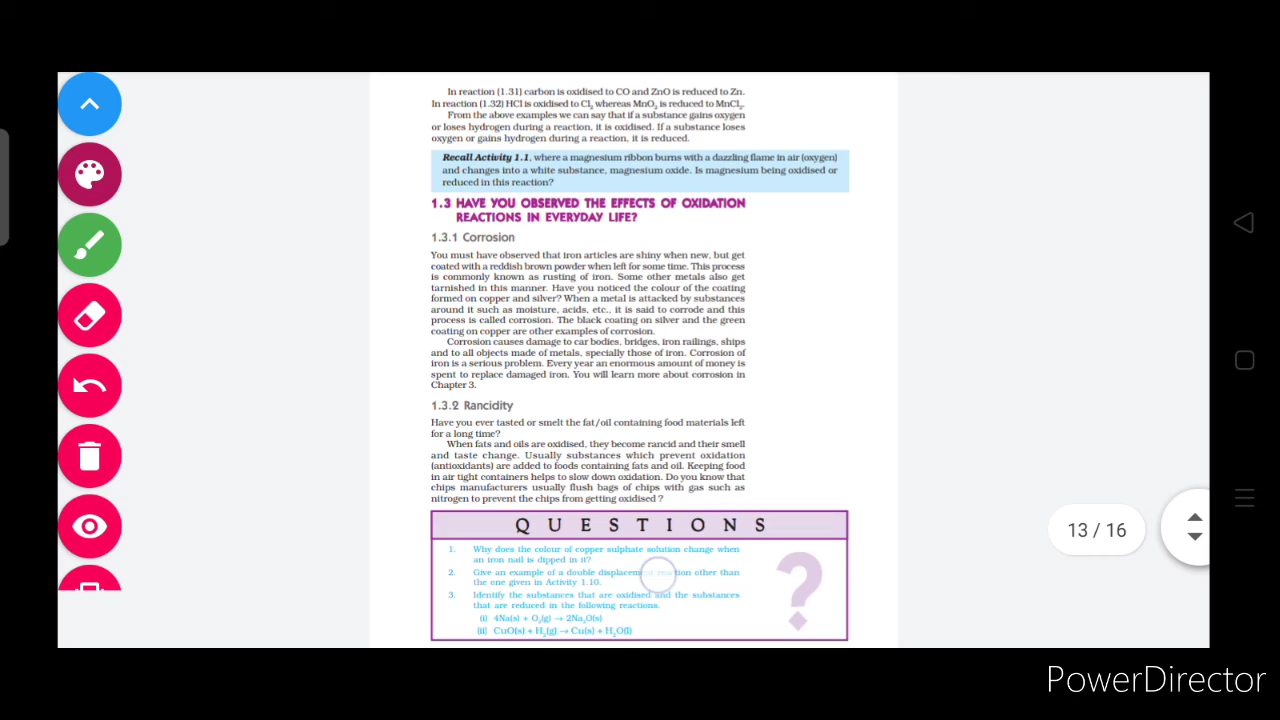 In reaction (1.31) carbon is oxidised to CO and ZnO is reduced to Zn.
In reaction (1.32) HCl is oxidised to Cl₂ whereas MnO₂ is reduced to MnCl₂.
From the above examples we can say that if a substance gains oxygen
or loses hydrogen during a reaction, it is oxidised. If a substance loses
oxygen or gains hydrogen during a reaction, it is reduced.
Recall Activity 1.1, where a magnesium ribbon burns with a dazzling flame in air (oxygen)
and changes into a white substance, magnesium oxide. Is magnesium being oxidised or
reduced in this reaction?
1.3 HAVE YOU OBSERVED THE EFFECTS OF OXIDATION
REACTIONS IN EVERYDAY LIFE?
1.3.1 Corrosion
You must have observed that iron articles are shiny when new, but get
coated with a reddish brown powder when left for some time. This process
is commonly known as rusting of iron. Some other metals also get
tarnished in this manner. Have you noticed the colour of the coating
formed on copper and silver? When a metal is attacked by substances
around it such as moisture, acids, etc., it is said to corrode and this
process is called corrosion. The black coating on silver and the green
coating on copper are other examples of corrosion.
Corrosion causes damage to car bodies, bridges, iron railings, ships
and to all objects made of metals, specially those of iron. Corrosion of
iron is a serious problem. Every year an enormous amount of money is
spent to replace damaged iron. You will learn more about corrosion in
Chapter 3.
1.3.2 Rancidity
Have you ever tasted or smelt the fat/oil containing food materials left
for a long time?
When fats and oils are oxidised, they become rancid and their smell
and taste change. Usually substances which prevent oxidation
(antioxidants) are added to foods containing fats and oil. Keeping food
in air tight containers helps to slow down oxidation. Do you know that
chips manufacturers usually flush bags of chips with gas such as
nitrogen to prevent the chips from getting oxidised ?
QUESTIONS
1. Why does the colour of copper sulphate solution change when
an iron nail is dipped in it?
2. Give an example of a double displacement reaction other than
the one given in Activity 1.10.
3. Identify the substances that are oxidised and the substances
that are reduced in the following reactions.
(i) 4Na(s) + O₂(g) → 2Na₂O(s)
(ii) CuO(s) + H₂(g) → Cu(s) + H₂O(l)
?
13 / 16
PowerDirector